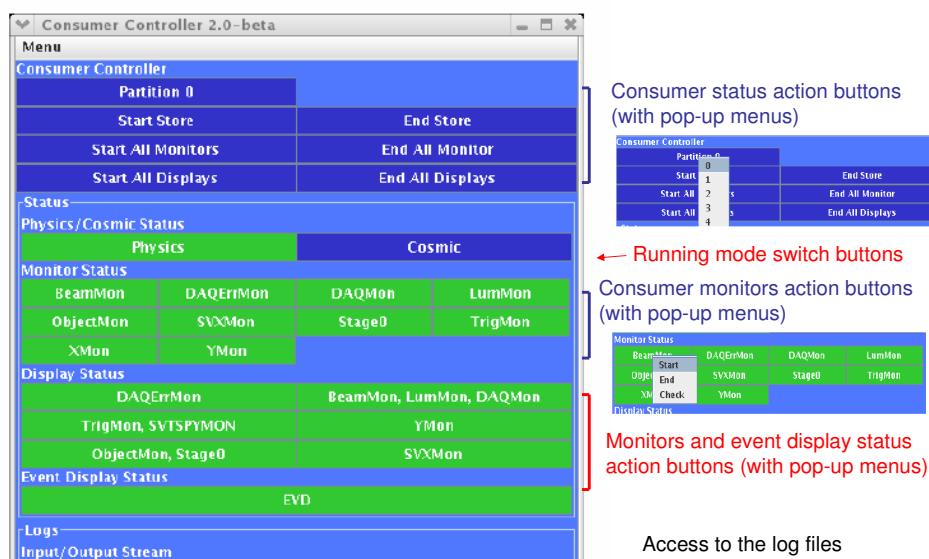 Consumer Controller 2.0-beta
Menu
Consumer Controller
Partition 0
Start Store
End Store
Start All Monitors
End All Monitor
Start All Displays
End All Displays
Status
Physics/Cosmic Status
Physics
Cosmic
Monitor Status
BeamMon
DAQErrMon
DAQMon
LumMon
ObjectMon
SVXMon
Stage0
TrigMon
XMon
YMon
Display Status
DAQErrMon
BeamMon, LumMon, DAQMon
TrigMon, SVTSPYMON
YMon
ObjectMon, Stage0
SVXMon
Event Display Status
EVD
Logs
Input/Output Stream
Consumer status action buttons
(with pop-up menus)
Consumer Controller
Partition 0
0
1
2
3
4
Start
End Store
Start All
End All Monitor
Start All
End All Displays
Running mode switch buttons
Consumer monitors action buttons
(with pop-up menus)
Monitor Status
BeamMon
DAQErrMon
DAQMon
LumMon
Start
End
Check
SVXMon
Stage0
TrigMon
YMon
Display Status
Monitors and event display status
action buttons (with pop-up menus)
Access to the log files